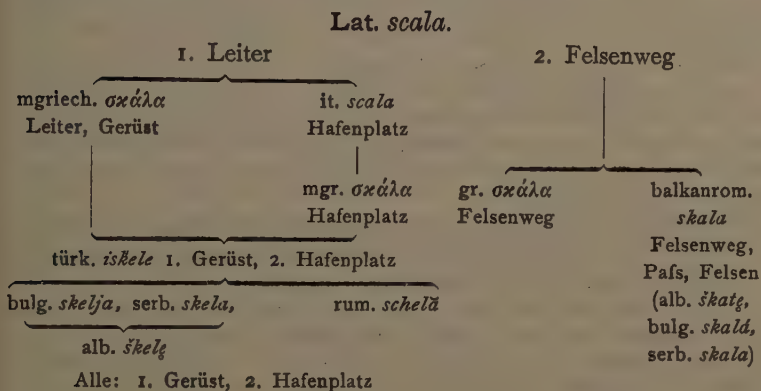 Lat. scala.
1. Leiter 2. Felsenweg
mgriech. σκάλα it. scala
Leiter, Gerüst Hafenplatz
mgr. σκάλα gr. σκάλα balkanrom.
Hafenplatz Felsenweg skala
Felsenweg,
türk. iskele 1. Gerüst, 2. Hafenplatz Paſs, Felsen
(alb. škatę,
bulg. skelja, serb. skela, rum. schelă bulg. skalá,
serb. skala)
alb. škelę
Alle: 1. Gerüst, 2. Hafenplatz